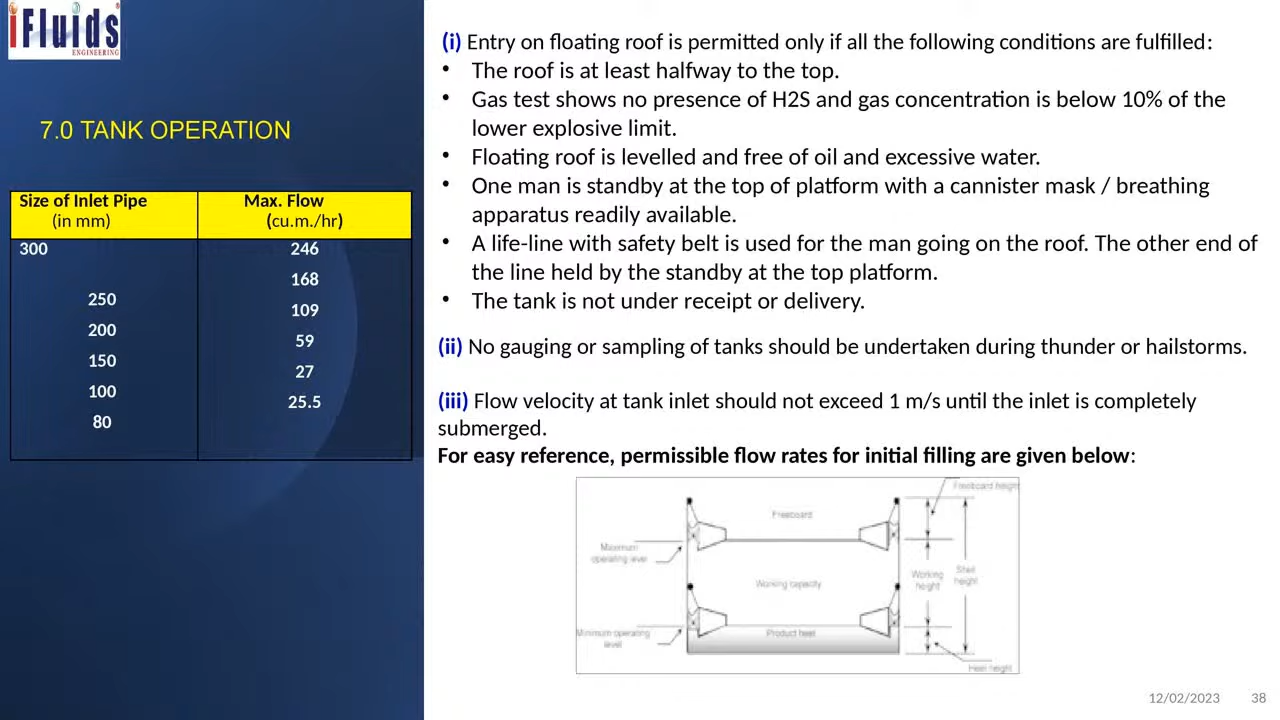 iFluids
ENGINEERING
7.0 TANK OPERATION
Size of Inlet Pipe
(in mm)
Max. Flow
(cu.m./hr)
300
246
168
250
109
200
59
150
27
100
25.5
80
(i) Entry on floating roof is permitted only if all the following conditions are fulfilled:
• The roof is at least halfway to the top.
• Gas test shows no presence of H2S and gas concentration is below 10% of the
lower explosive limit.
• Floating roof is levelled and free of oil and excessive water.
• One man is standby at the top of platform with a cannister mask / breathing
apparatus readily available.
• A life-line with safety belt is used for the man going on the roof. The other end of
the line held by the standby at the top platform.
• The tank is not under receipt or delivery.
(ii) No gauging or sampling of tanks should be undertaken during thunder or hailstorms.
(iii) Flow velocity at tank inlet should not exceed 1 m/s until the inlet is completely
submerged.
For easy reference, permissible flow rates for initial filling are given below:
Freeboard height
Freeboard
Maximum
operating level
Working capacity
Working
height
Shell
height
Minimum operating
level
Product heel
Heel height
12/02/2023
38